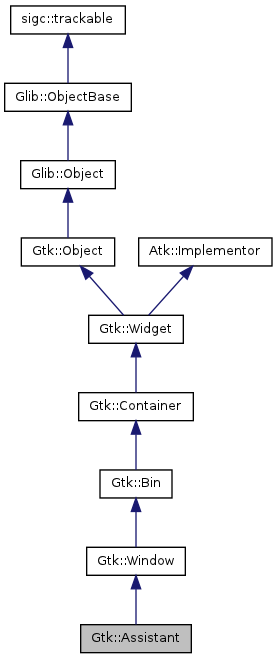 sigc::trackable
Glib::ObjectBase
Glib::Object
Gtk::Object
Atk::Implementor
Gtk::Widget
Gtk::Container
Gtk::Bin
Gtk::Window
Gtk::Assistant